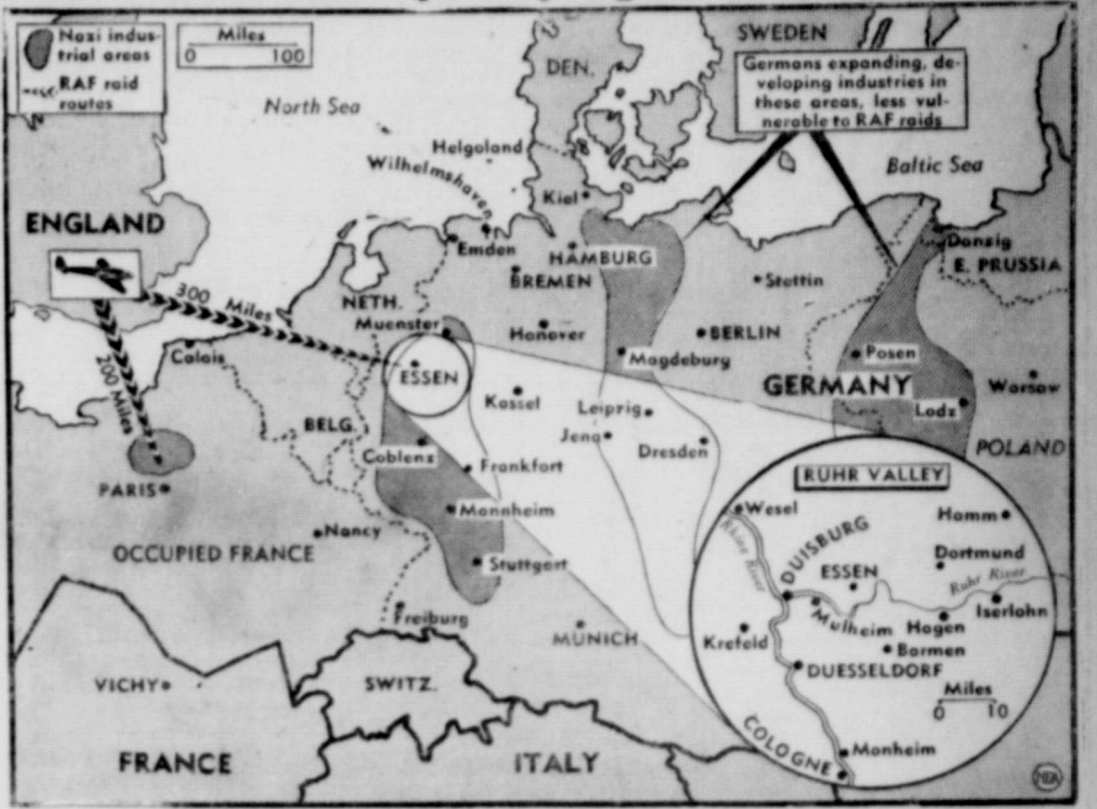 Nazi indus-
trial areas
RAF raid
routes
Miles
0 100
North Sea
DEN.
SWEDEN
Germans expanding, de-
veloping industries in
these areas, less vul-
nerable to RAF raids
Baltic Sea
Helgoland
Wilhelmshaven
Kiel
ENGLAND
Emden
HAMBURG
BREMEN
Stettin
Danzig
E. PRUSSIA
300 Miles
200 Miles
NETH.
Muenster
Hanover
BERLIN
Magdeburg
Posen
Calais
ESSEN
GERMANY
Warsaw
Kassel
Leipzig
Lodz
BELG.
Jena
Dresden
POLAND
Coblenz
Frankfort
PARIS
Mannheim
Nancy
OCCUPIED FRANCE
Stuttgart
Freiburg
MUNICH
VICHY
SWITZ.
FRANCE
ITALY
RUHR VALLEY
Wesel
Hamm
Rhine River
DUISBURG
Dortmund
ESSEN
Ruhr River
Mulheim
Hagen
Iserlohn
Krefeld
Barmen
DUESSELDORF
Miles
0 10
COLOGNE
Monheim
NEA